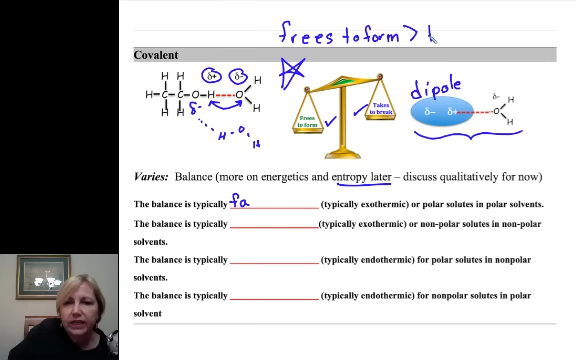 frees to form >
Covalent
H H δ+ δ- H
H-C-C-O-H O
H H δ- H
H-O
H
Frees to form
Takes to break
dipole
δ- δ+ δ- O H
H
Varies: Balance (more on energetics and entropy later – discuss qualitatively for now)
The balance is typically fa (typically exothermic) or polar solutes in polar solvents.
The balance is typically (typically exothermic) or non-polar solutes in non-polar
solvents.
The balance is typically (typically endothermic) for polar solutes in nonpolar
solvents.
The balance is typically (typically endothermic) for nonpolar solutes in polar
solvent